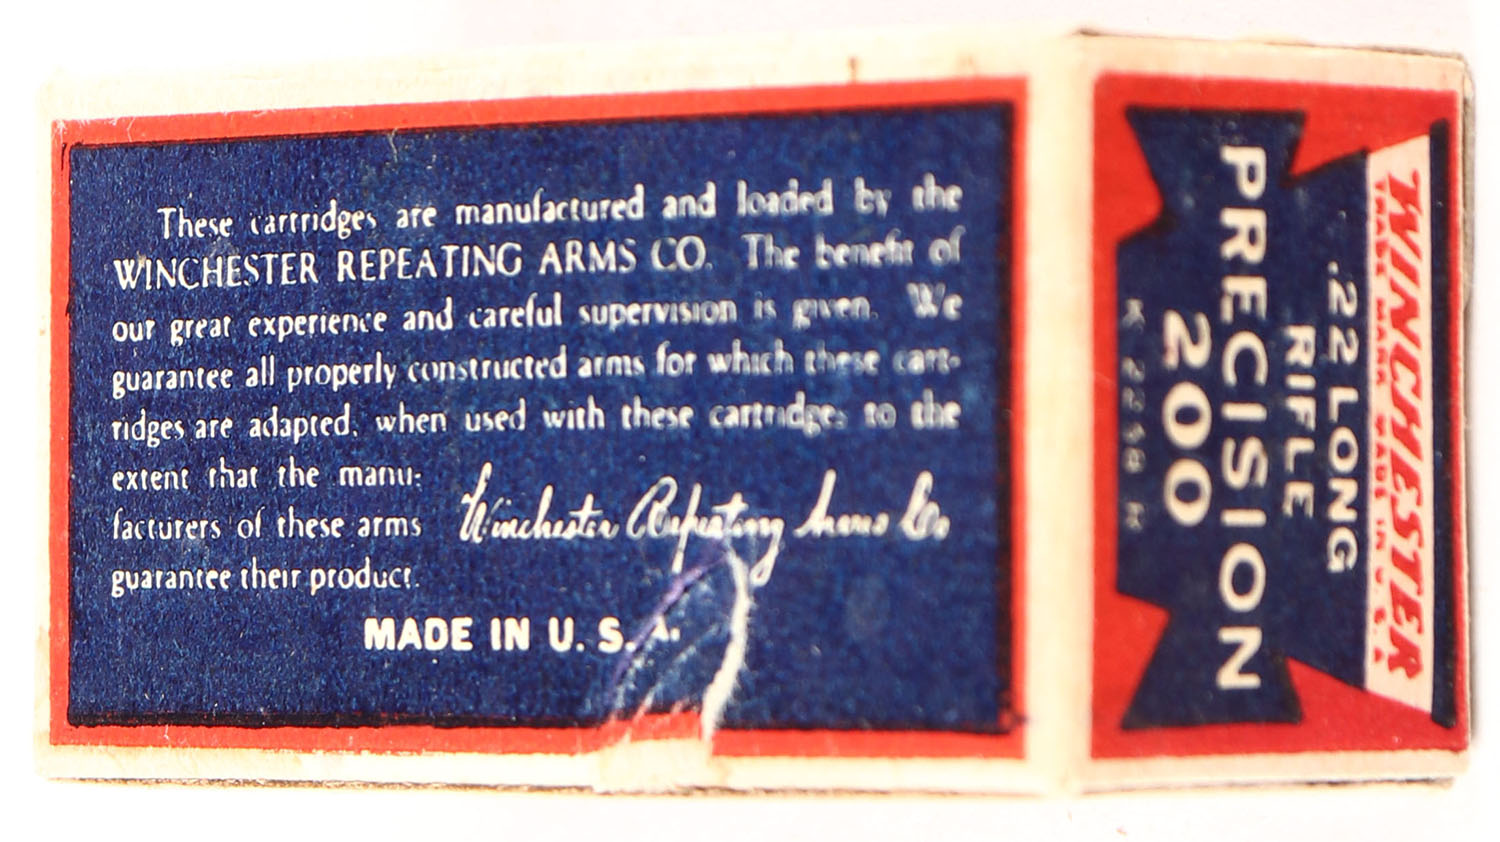 These cartridges are manufactured and loaded by the
WINCHESTER REPEATING ARMS CO. The benefit of
our great experience and careful supervision is given. We
guarantee all properly constructed arms for which these cart-
ridges are adapted, when used with these cartridges to the
extent that the manu-
facturers of these arms
guarantee their product.
Winchester Repeating Arms Co.
MADE IN U. S. A.
WINCHESTER
TRADE MARK MADE IN U. S. A.
.22 LONG
RIFLE
PRECISION
200